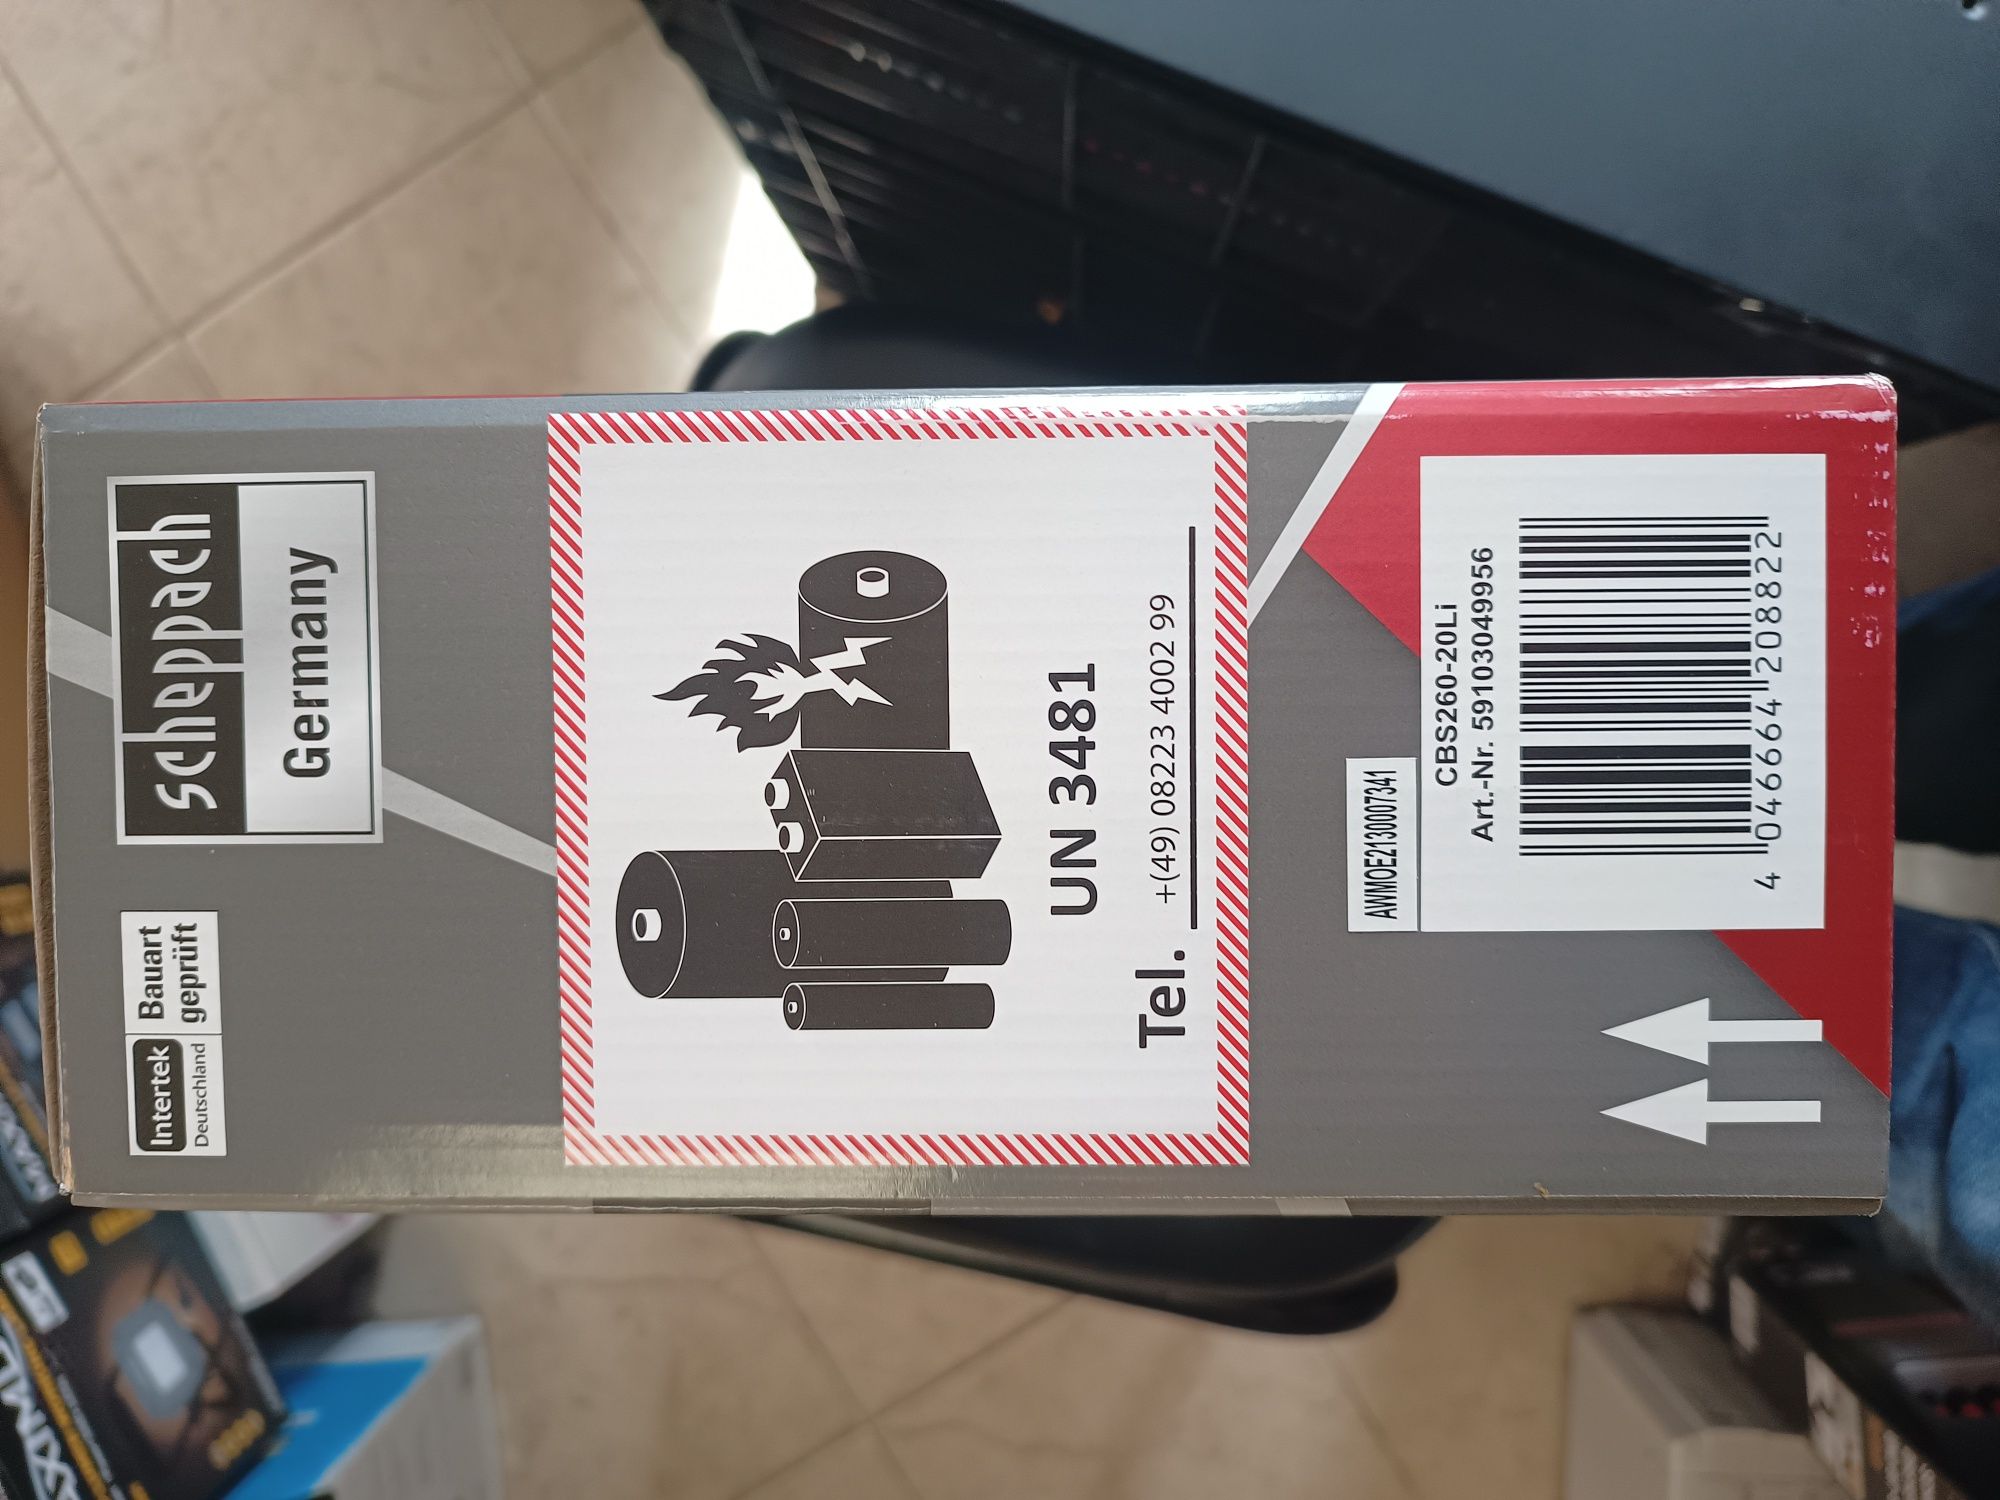 Intertek
Deutschland
Bauart
geprüft
scheppach
Germany
UN 3481
Tel. +(49) 08223 4002 99
AWMOE2130007341
CBS260-20Li
Art.-Nr. 59103049956
4 046664 208822